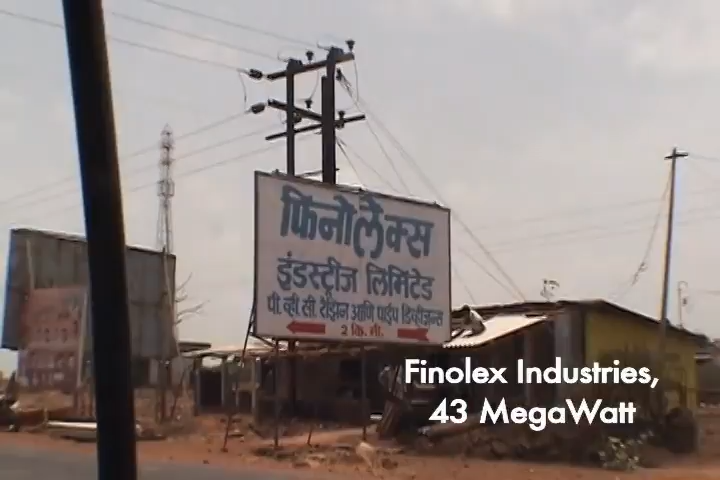 फिनोलेक्स
इंडस्ट्रीज लिमिटेड
पी. व्ही. सी. रेझिन आणि पाईप डिव्हीजन्स
2 कि. मी.
Finolex Industries,
43 MegaWatt